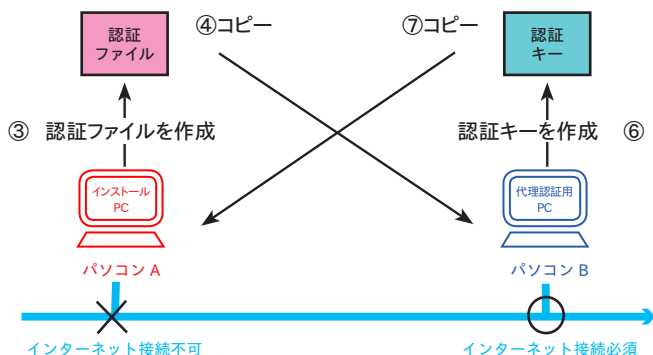 認証
ファイル
④コピー
⑦コピー
認証
キー
③ 認証ファイルを作成
認証キーを作成 ⑥
インストール
PC
代理認証用
PC
パソコン A
パソコン B
インターネット接続不可
インターネット接続必須